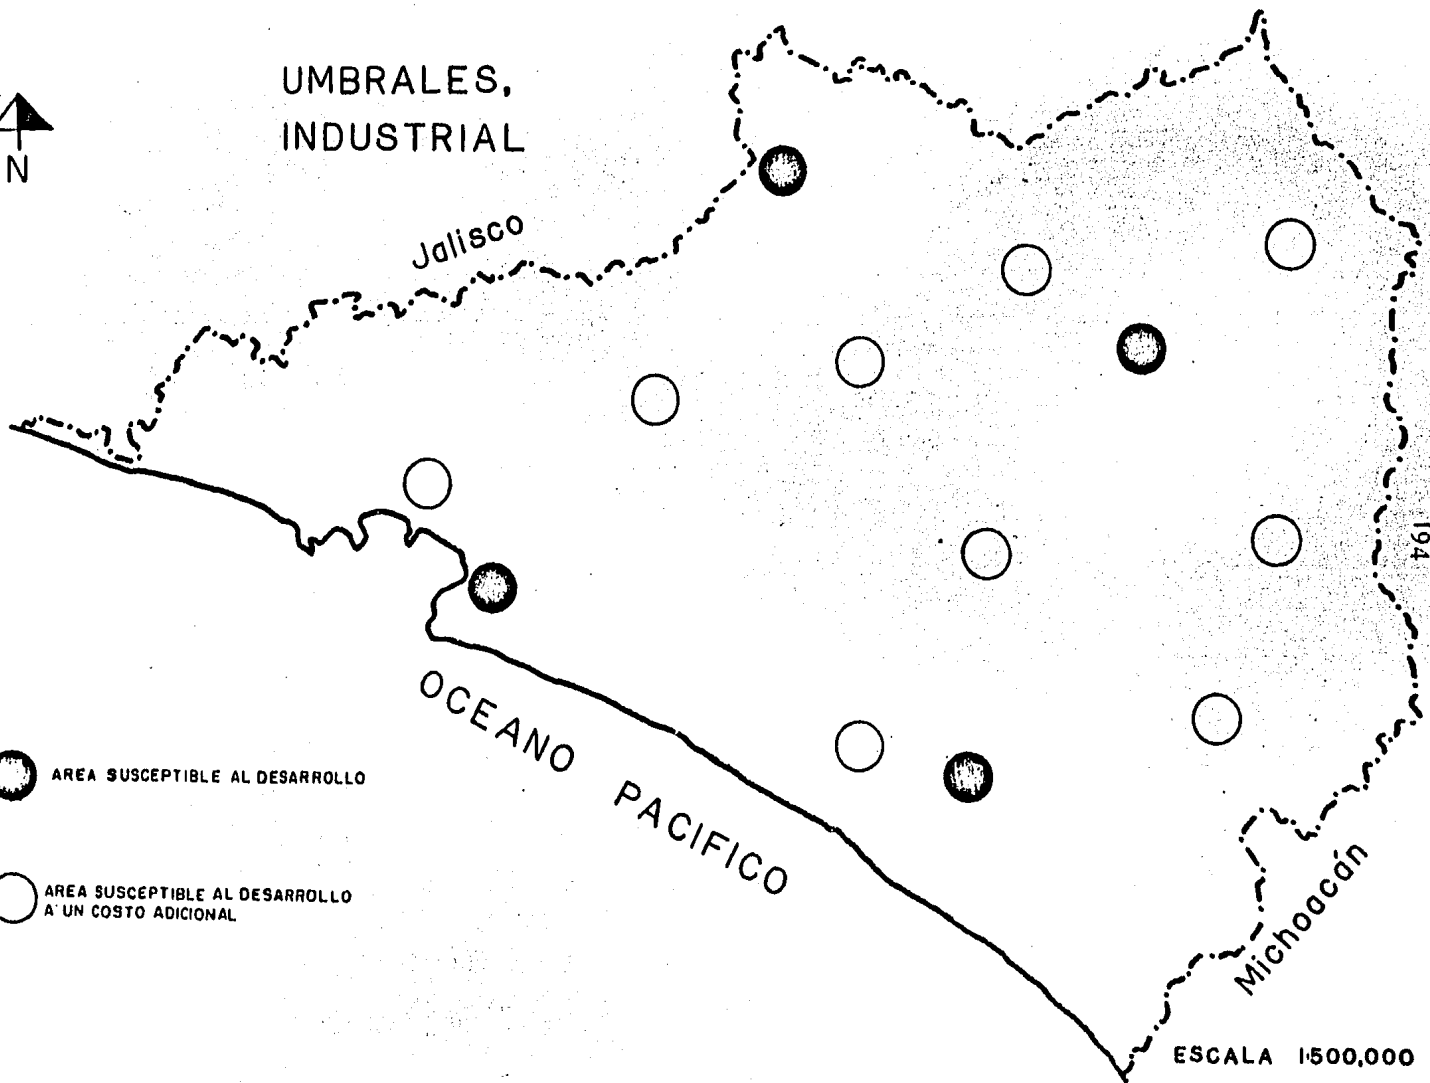 UMBRALES,
INDUSTRIAL
N
Jalisco
194
OCEANO PACIFICO
AREA SUSCEPTIBLE AL DESARROLLO
AREA SUSCEPTIBLE AL DESARROLLO
A UN COSTO ADICIONAL
Michoacán
ESCALA 1:500,000